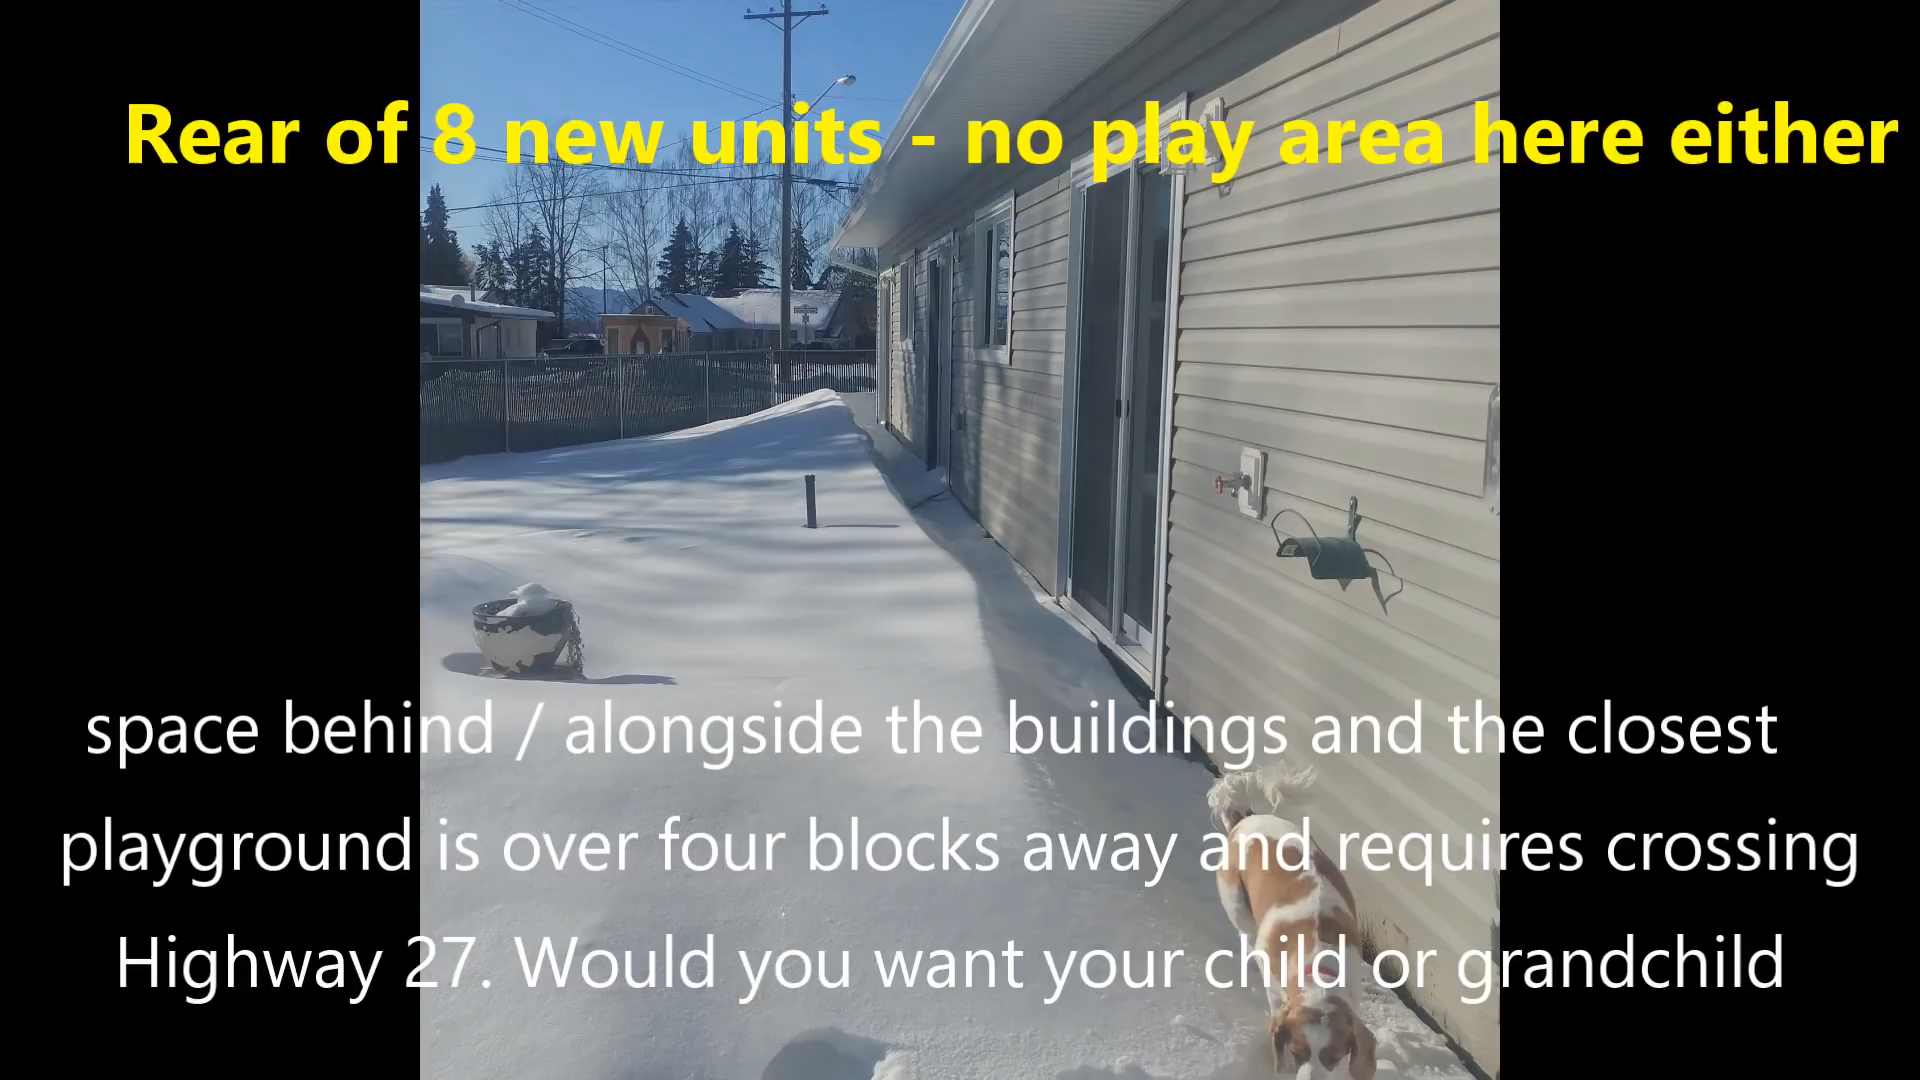 Rear of 8 new units - no play area here either
space behind / alongside the buildings and the closest
playground is over four blocks away and requires crossing
Highway 27. Would you want your child or grandchild